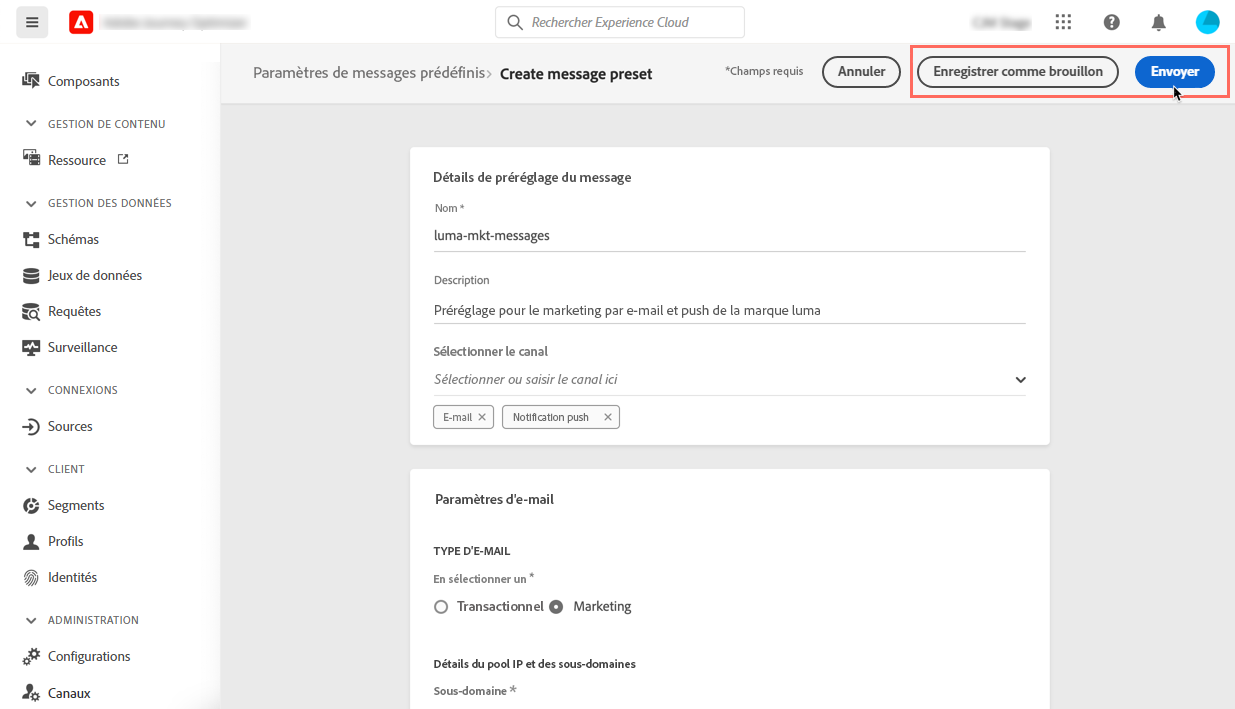 Rechercher Experience Cloud
Paramètres de messages prédéfinis› Create message preset
*Champs requis
Annuler
Enregistrer comme brouillon
Envoyer
Composants
GESTION DE CONTENU
Ressource
GESTION DES DONNÉES
Schémas
Jeux de données
Requêtes
Surveillance
CONNEXIONS
Sources
CLIENT
Segments
Profils
Identités
ADMINISTRATION
Configurations
Canaux
Détails de préréglage du message
Nom *
luma-mkt-messages
Description
Préréglage pour le marketing par e-mail et push de la marque luma
Sélectionner le canal
Sélectionner ou saisir le canal ici
E-mail
Notification push
Paramètres d'e-mail
TYPE D'E-MAIL
En sélectionner un *
Transactionnel Marketing
Détails du pool IP et des sous-domaines
Sous-domaine *